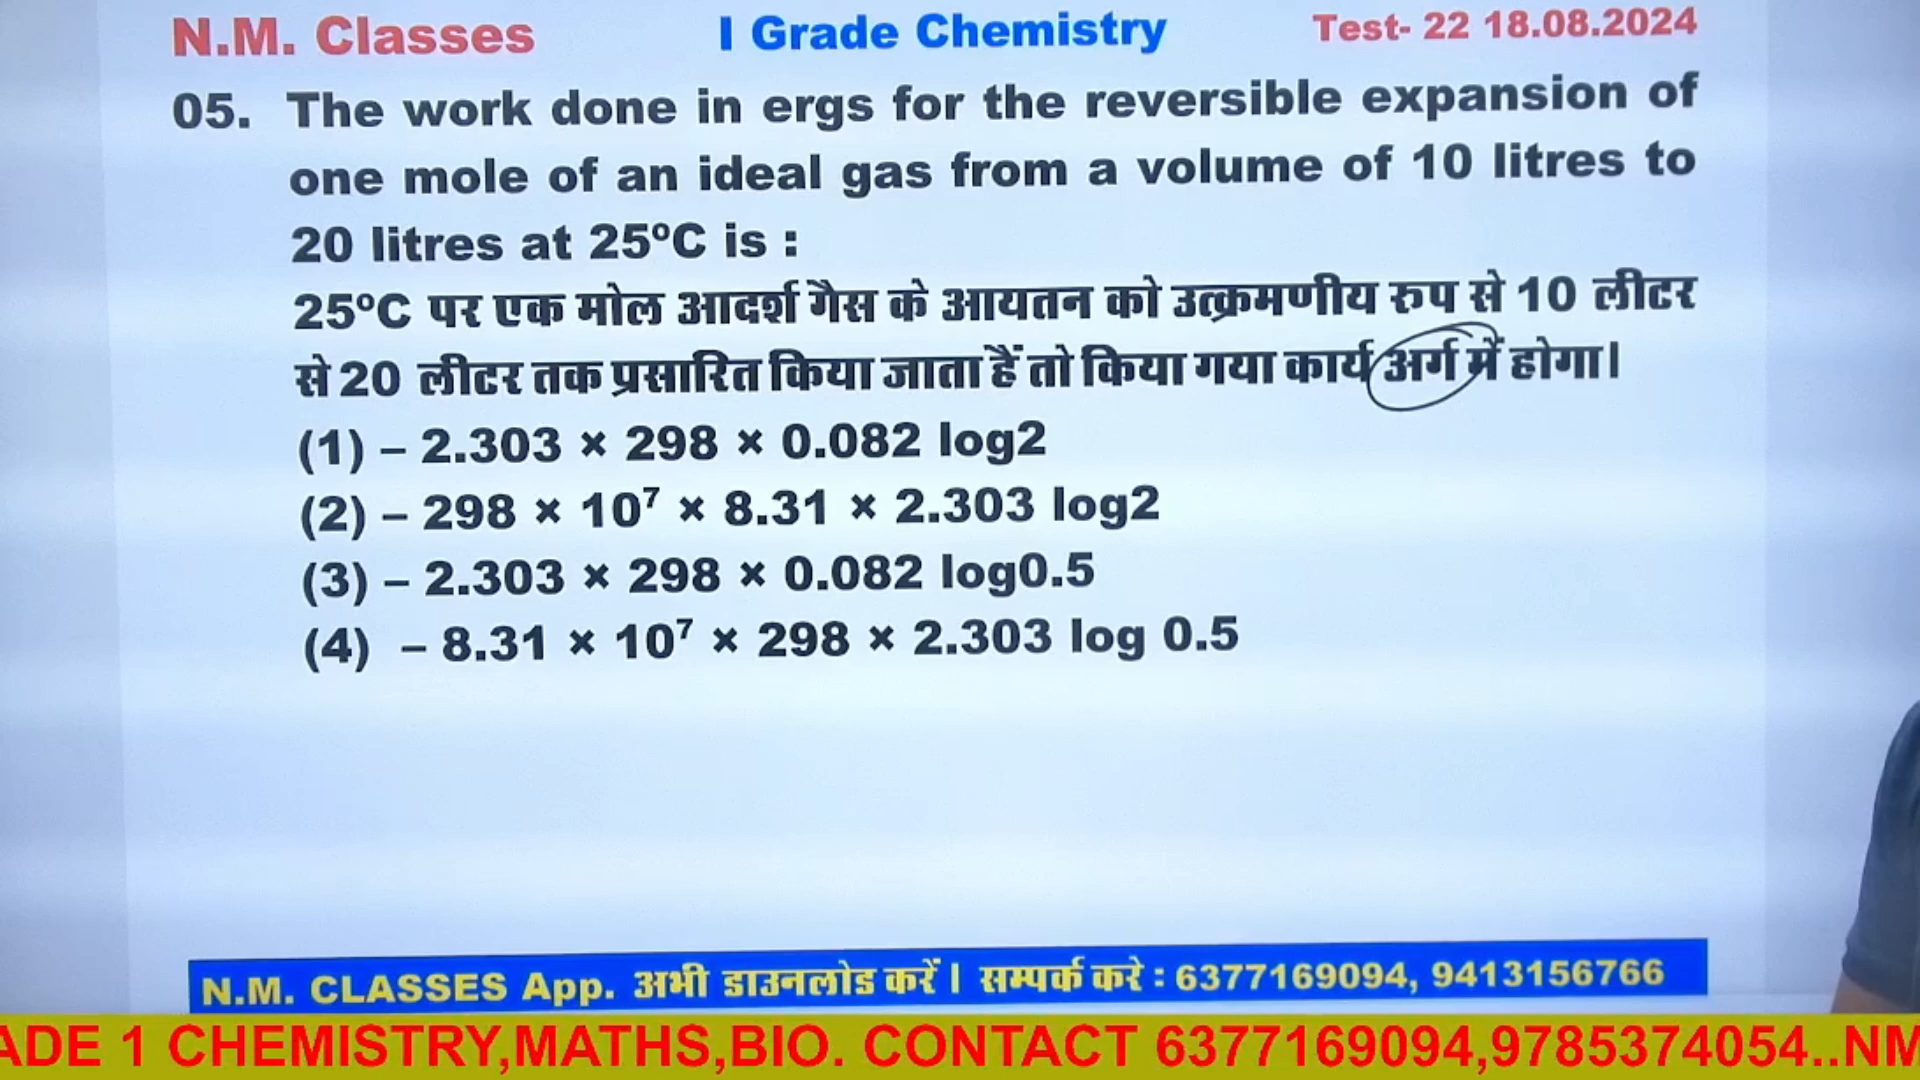 N.M. Classes I Grade Chemistry Test- 22 18.08.2024
05. The work done in ergs for the reversible expansion of
one mole of an ideal gas from a volume of 10 litres to
20 litres at 25ºC is :
25ºC पर एक मोल आदर्श गैस के आयतन को उत्क्रमणीय रुप से 10 लीटर
से 20 लीटर तक प्रसारित किया जाता हैं तो किया गया कार्य अर्ग में होगा।
(1) – 2.303 × 298 × 0.082 log2
(2) – 298 × 10⁷ × 8.31 × 2.303 log2
(3) – 2.303 × 298 × 0.082 log0.5
(4) – 8.31 × 10⁷ × 298 × 2.303 log 0.5
N.M. CLASSES App. अभी डाउनलोड करें। सम्पर्क करे : 6377169094, 9413156766
ADE 1 CHEMISTRY,MATHS,BIO. CONTACT 6377169094,9785374054..NM